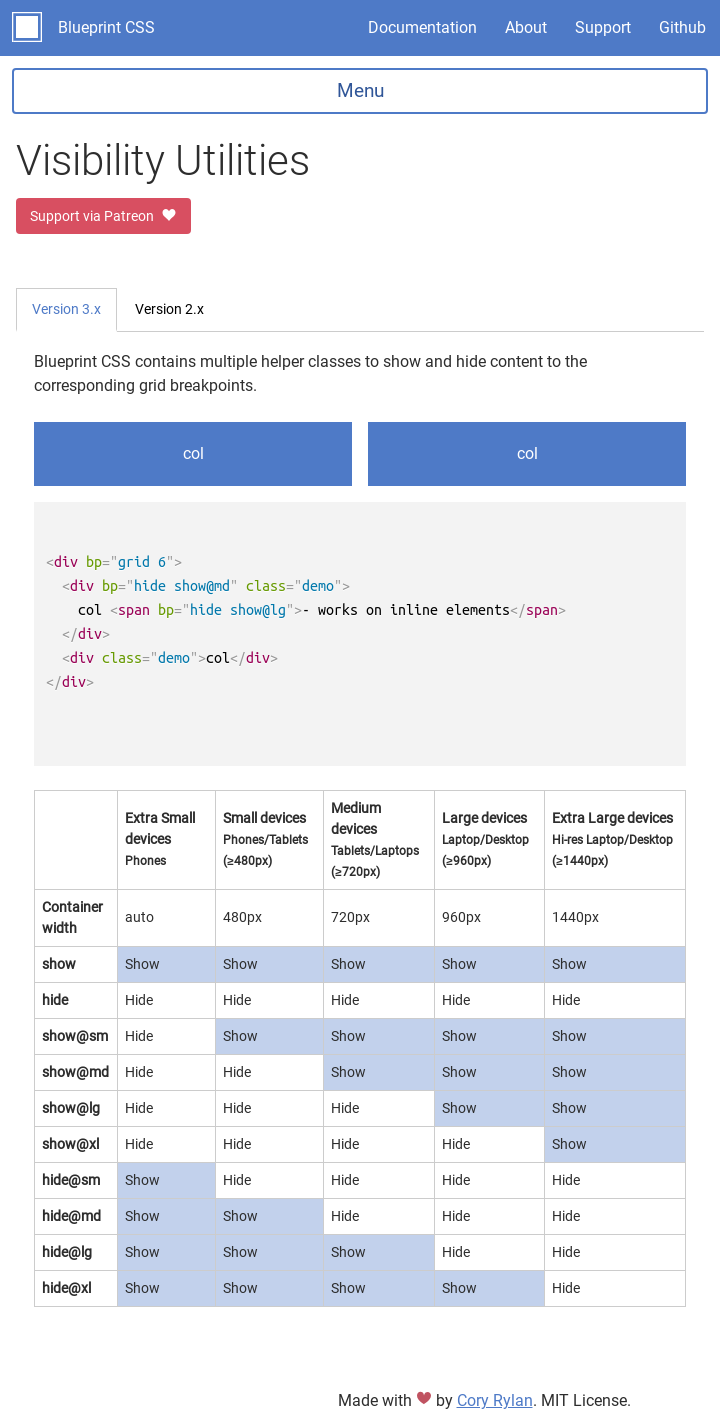 Blueprint CSS Documentation About Support Github
Menu
Visibility Utilities
Support via Patreon
Version 3.x Version 2.x
Blueprint CSS contains multiple helper classes to show and hide content to the
corresponding grid breakpoints.
col col
<div bp="grid 6">
  <div bp="hide show@md" class="demo">
    col <span bp="hide show@lg">- works on inline elements</span>
  </div>
  <div class="demo">col</div>
</div>
Extra Small
devices
Phones
Small devices
Phones/Tablets
(≥480px)
Medium
devices
Tablets/Laptops
(≥720px)
Large devices
Laptop/Desktop
(≥960px)
Extra Large devices
Hi-res Laptop/Desktop
(≥1440px)
Container
width
auto 480px 720px 960px 1440px
show Show Show Show Show Show
hide Hide Hide Hide Hide Hide
show@sm Hide Show Show Show Show
show@md Hide Hide Show Show Show
show@lg Hide Hide Hide Show Show
show@xl Hide Hide Hide Hide Show
hide@sm Show Hide Hide Hide Hide
hide@md Show Show Hide Hide Hide
hide@lg Show Show Show Hide Hide
hide@xl Show Show Show Show Hide
Made with by Cory Rylan. MIT License.